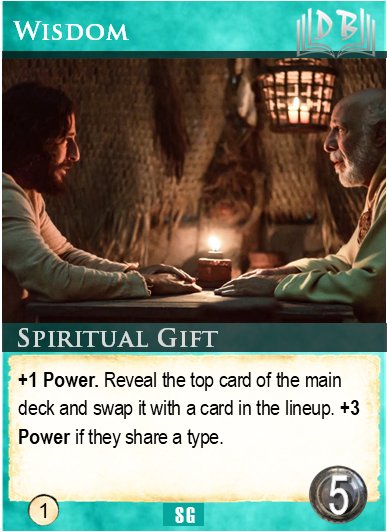 WISDOM
DB
SPIRITUAL GIFT
+1 Power. Reveal the top card of the main
deck and swap it with a card in the lineup. +3
Power if they share a type.
1
SG
5